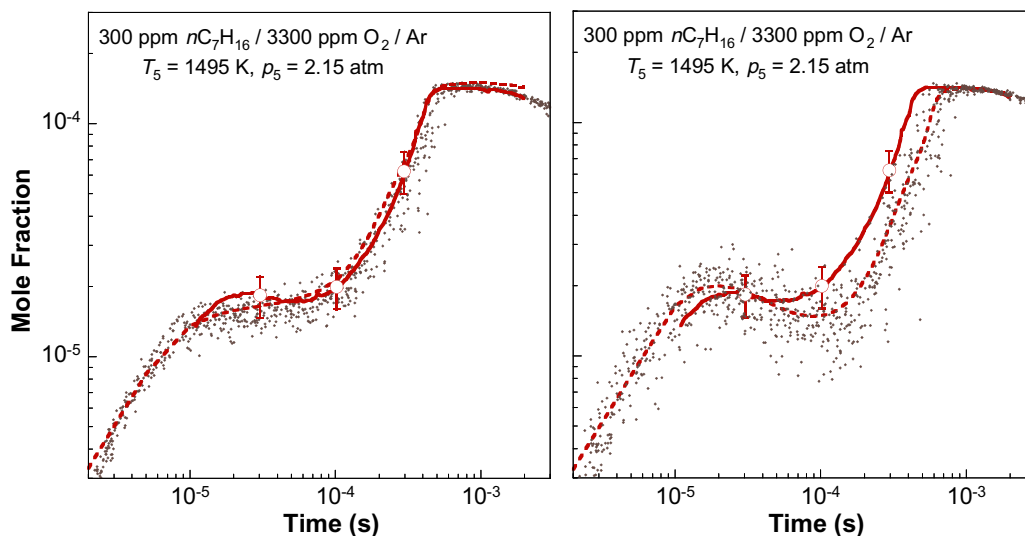 300 ppm nC₇H₁₆ / 3300 ppm O₂ / Ar
T₅ = 1495 K, p₅ = 2.15 atm
10⁻⁴
10⁻⁵
Mole Fraction
10⁻⁵ 10⁻⁴ 10⁻³
Time (s)
300 ppm nC₇H₁₆ / 3300 ppm O₂ / Ar
T₅ = 1495 K, p₅ = 2.15 atm
10⁻⁵ 10⁻⁴ 10⁻³
Time (s)